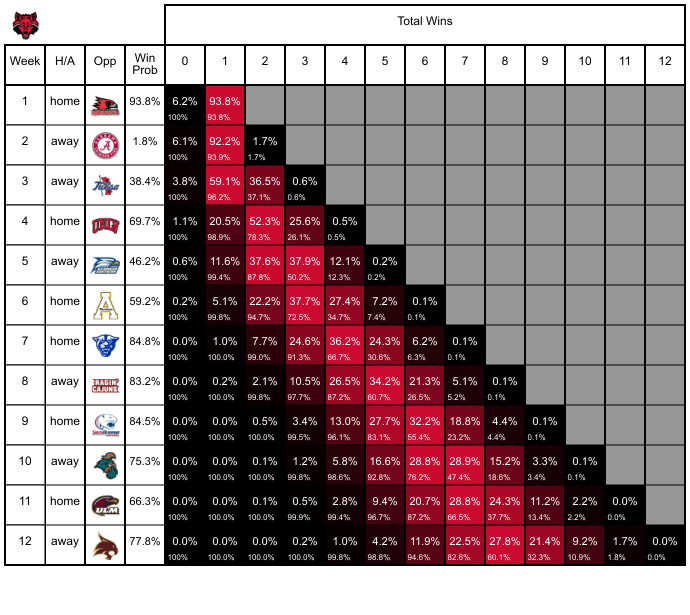 Total Wins
Week H/A Opp Win Prob 0 1 2 3 4 5 6 7 8 9 10 11 12
1 home 93.8% 6.2% 93.8%
100% 93.8%
2 away 1.8% 6.1% 92.2% 1.7%
100% 93.9% 1.7%
3 away 38.4% 3.8% 59.1% 36.5% 0.6%
100% 96.2% 37.1% 0.6%
4 home 69.7% 1.1% 20.5% 52.3% 25.6% 0.5%
100% 98.9% 78.3% 26.1% 0.5%
5 away 46.2% 0.6% 11.6% 37.6% 37.9% 12.1% 0.2%
100% 99.4% 87.8% 50.2% 12.3% 0.2%
6 home 59.2% 0.2% 5.1% 22.2% 37.7% 27.4% 7.2% 0.1%
100% 99.8% 94.7% 72.5% 34.7% 7.4% 0.1%
7 home 84.8% 0.0% 1.0% 7.7% 24.6% 36.2% 24.3% 6.2% 0.1%
100% 100.0% 99.0% 91.3% 66.7% 30.6% 6.3% 0.1%
8 away RAGIN' CAJUNS 83.2% 0.0% 0.2% 2.1% 10.5% 26.5% 34.2% 21.3% 5.1% 0.1%
100% 100.0% 99.8% 97.7% 87.2% 60.7% 26.5% 5.2% 0.1%
9 home 84.5% 0.0% 0.0% 0.5% 3.4% 13.0% 27.7% 32.2% 18.8% 4.4% 0.1%
100% 100.0% 100.0% 99.5% 96.1% 83.1% 55.4% 23.2% 4.4% 0.1%
10 away 75.3% 0.0% 0.0% 0.1% 1.2% 5.8% 16.6% 28.8% 28.9% 15.2% 3.3% 0.1%
100% 100.0% 100.0% 99.8% 98.6% 92.8% 76.2% 47.4% 18.6% 3.4% 0.1%
11 home ULM 66.3% 0.0% 0.0% 0.1% 0.5% 2.8% 9.4% 20.7% 28.8% 24.3% 11.2% 2.2% 0.0%
100% 100.0% 100.0% 99.9% 99.4% 96.7% 87.2% 66.5% 37.7% 13.4% 2.2% 0.0%
12 away 77.8% 0.0% 0.0% 0.0% 0.2% 1.0% 4.2% 11.9% 22.5% 27.8% 21.4% 9.2% 1.7% 0.0%
100% 100.0% 100.0% 100.0% 99.8% 98.8% 94.6% 82.6% 60.1% 32.3% 10.9% 1.8% 0.0%